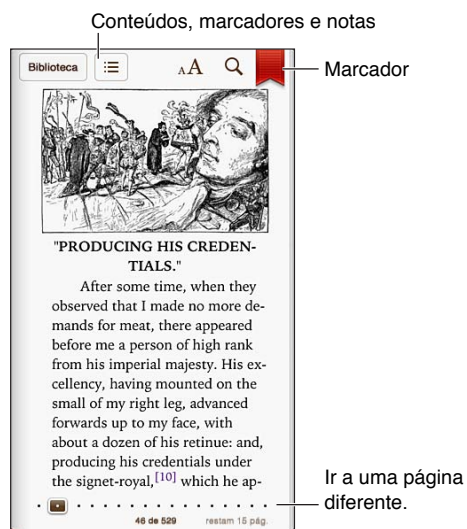 Conteúdos, marcadores e notas
Biblioteca
AA
Marcador
"PRODUCING HIS CREDEN-
TIALS."
After some time, when they
observed that I made no more de-
mands for meat, there appeared
before me a person of high rank
from his imperial majesty. His ex-
cellency, having mounted on the
small of my right leg, advanced
forwards up to my face, with
about a dozen of his retinue: and,
producing his credentials under
the signet-royal,[10] which he ap-
Ir a uma página
diferente.
46 de 529 restam 15 pág.